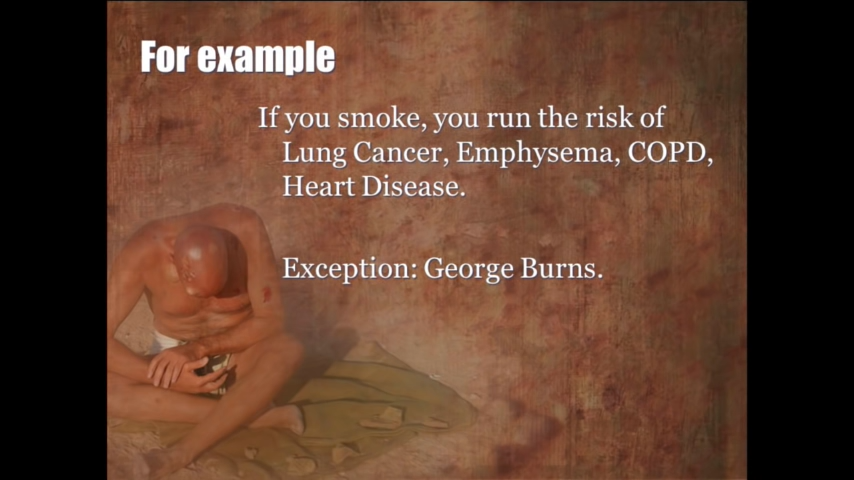 For example
If you smoke, you run the risk of
Lung Cancer, Emphysema, COPD,
Heart Disease.
Exception: George Burns.